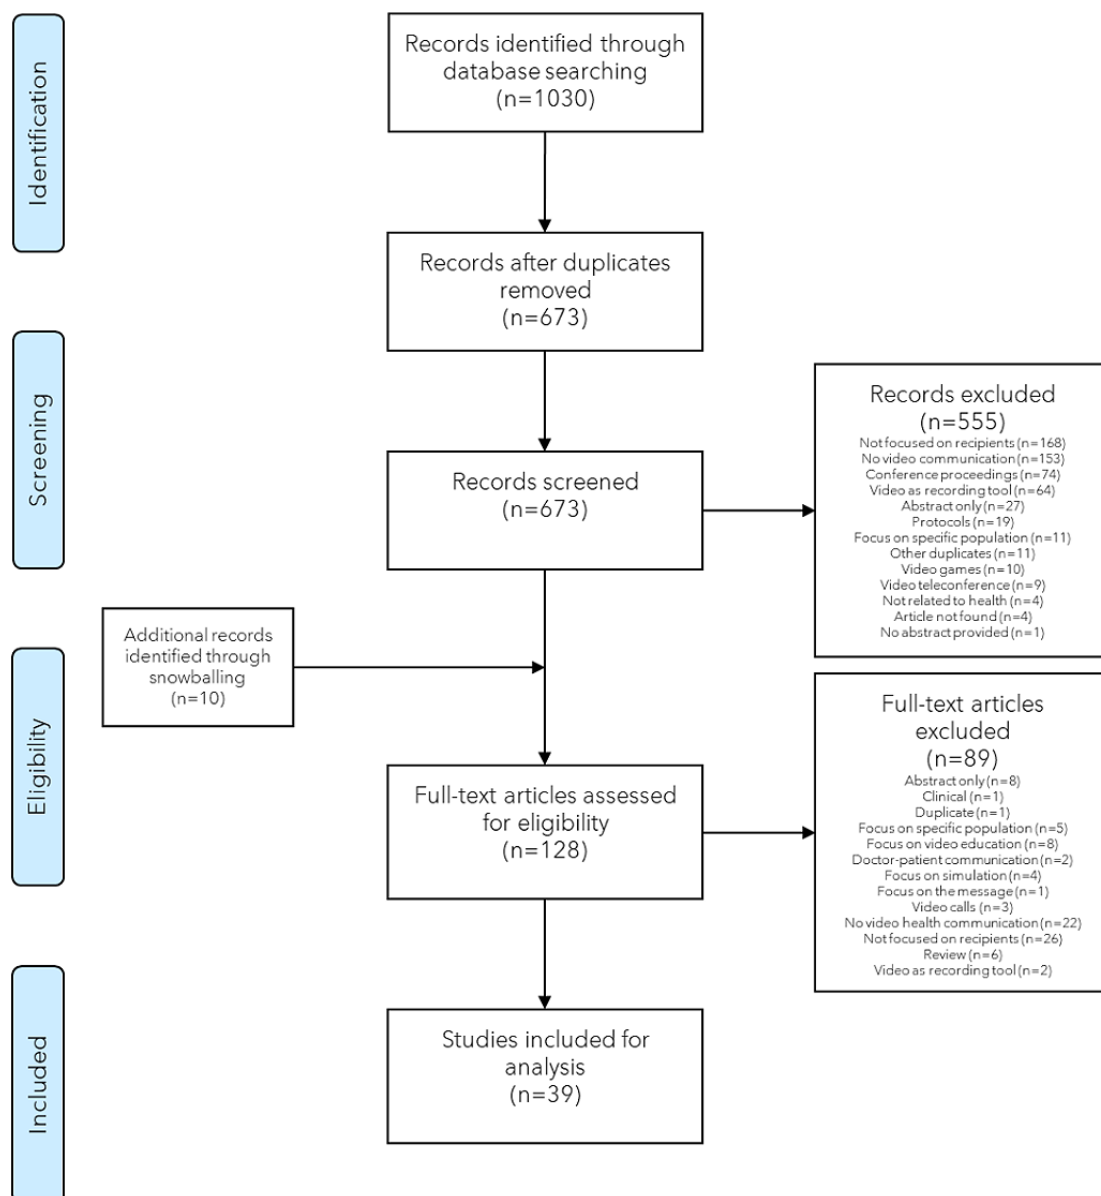 Identification
Records identified through
database searching
(n=1030)
Records after duplicates
removed
(n=673)
Screening
Records screened
(n=673)
Records excluded
(n=555)
Not focused on recipients (n=168)
No video communication (n=153)
Conference proceedings (n=74)
Video as recording tool (n=64)
Abstract only (n=27)
Protocols (n=19)
Focus on specific population (n=11)
Other duplicates (n=11)
Video games (n=10)
Video teleconference (n=9)
Not related to health (n=4)
Article not found (n=4)
No abstract provided (n=1)
Additional records
identified through
snowballing
(n=10)
Eligibility
Full-text articles assessed
for eligibility
(n=128)
Full-text articles
excluded
(n=89)
Abstract only (n=8)
Clinical (n=1)
Duplicate (n=1)
Focus on specific population (n=5)
Focus on video education (n=8)
Doctor-patient communication (n=2)
Focus on simulation (n=4)
Focus on the message (n=1)
Video calls (n=3)
No video health communication (n=22)
Not focused on recipients (n=26)
Review (n=6)
Video as recording tool (n=2)
Included
Studies included for
analysis
(n=39)